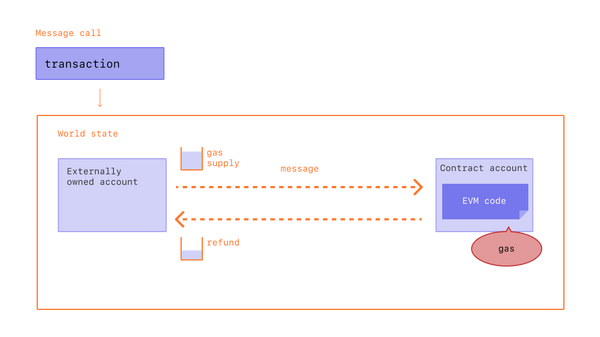 Message call
transaction
World state
Externally
owned account
gas
supply
message
Contract account
EVM code
refund
gas